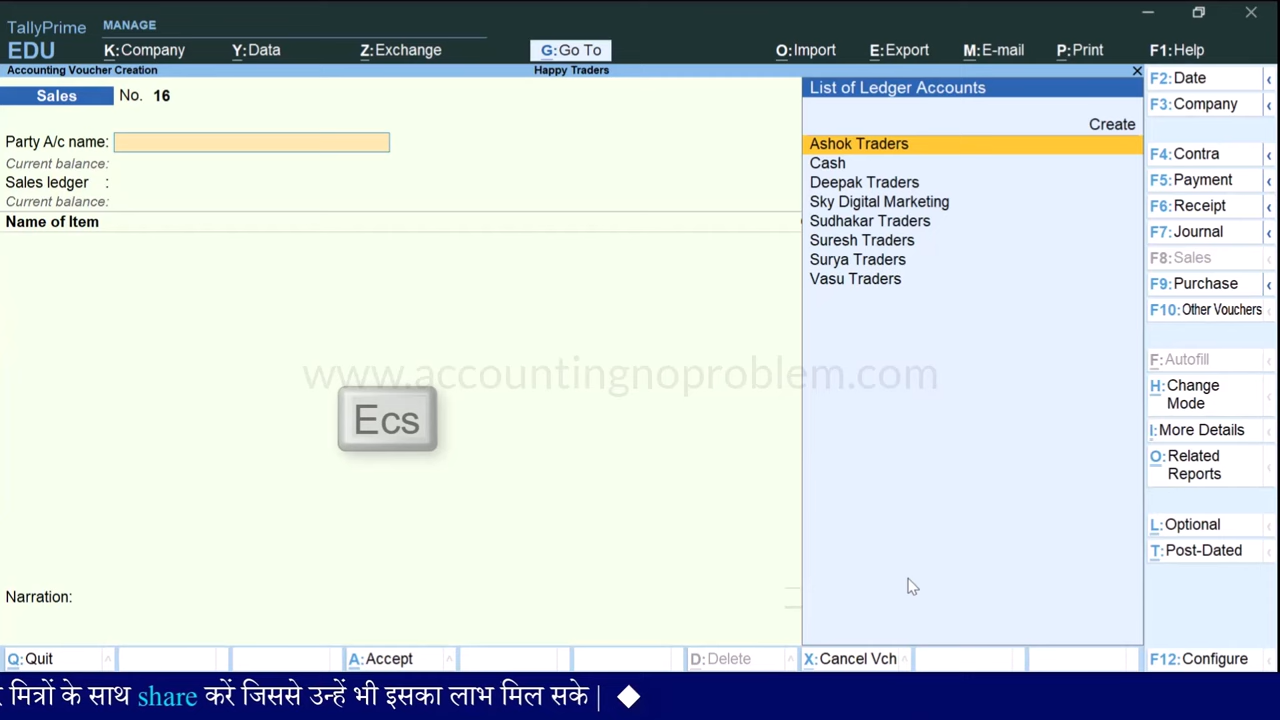 TallyPrime MANAGE
EDU K:Company Y:Data Z:Exchange G:Go To O:Import E:Export M:E-mail P:Print F1:Help
Accounting Voucher Creation Happy Traders
Sales No. 16
Party A/c name:
Current balance:
Sales ledger :
Current balance:
Name of Item
List of Ledger Accounts
Create
Ashok Traders
Cash
Deepak Traders
Sky Digital Marketing
Sudhakar Traders
Suresh Traders
Surya Traders
Vasu Traders
www.accountingnoproblem.com
Ecs
Narration:
F2:Date
F3:Company
F4:Contra
F5:Payment
F6:Receipt
F7:Journal
F8:Sales
F9:Purchase
F10:Other Vouchers
F:Autofill
H:Change
Mode
I:More Details
O:Related
Reports
L:Optional
T:Post-Dated
Q:Quit A:Accept D:Delete X:Cancel Vch F12:Configure
मित्रों के साथ share करें जिससे उन्हें भी इसका लाभ मिल सके |